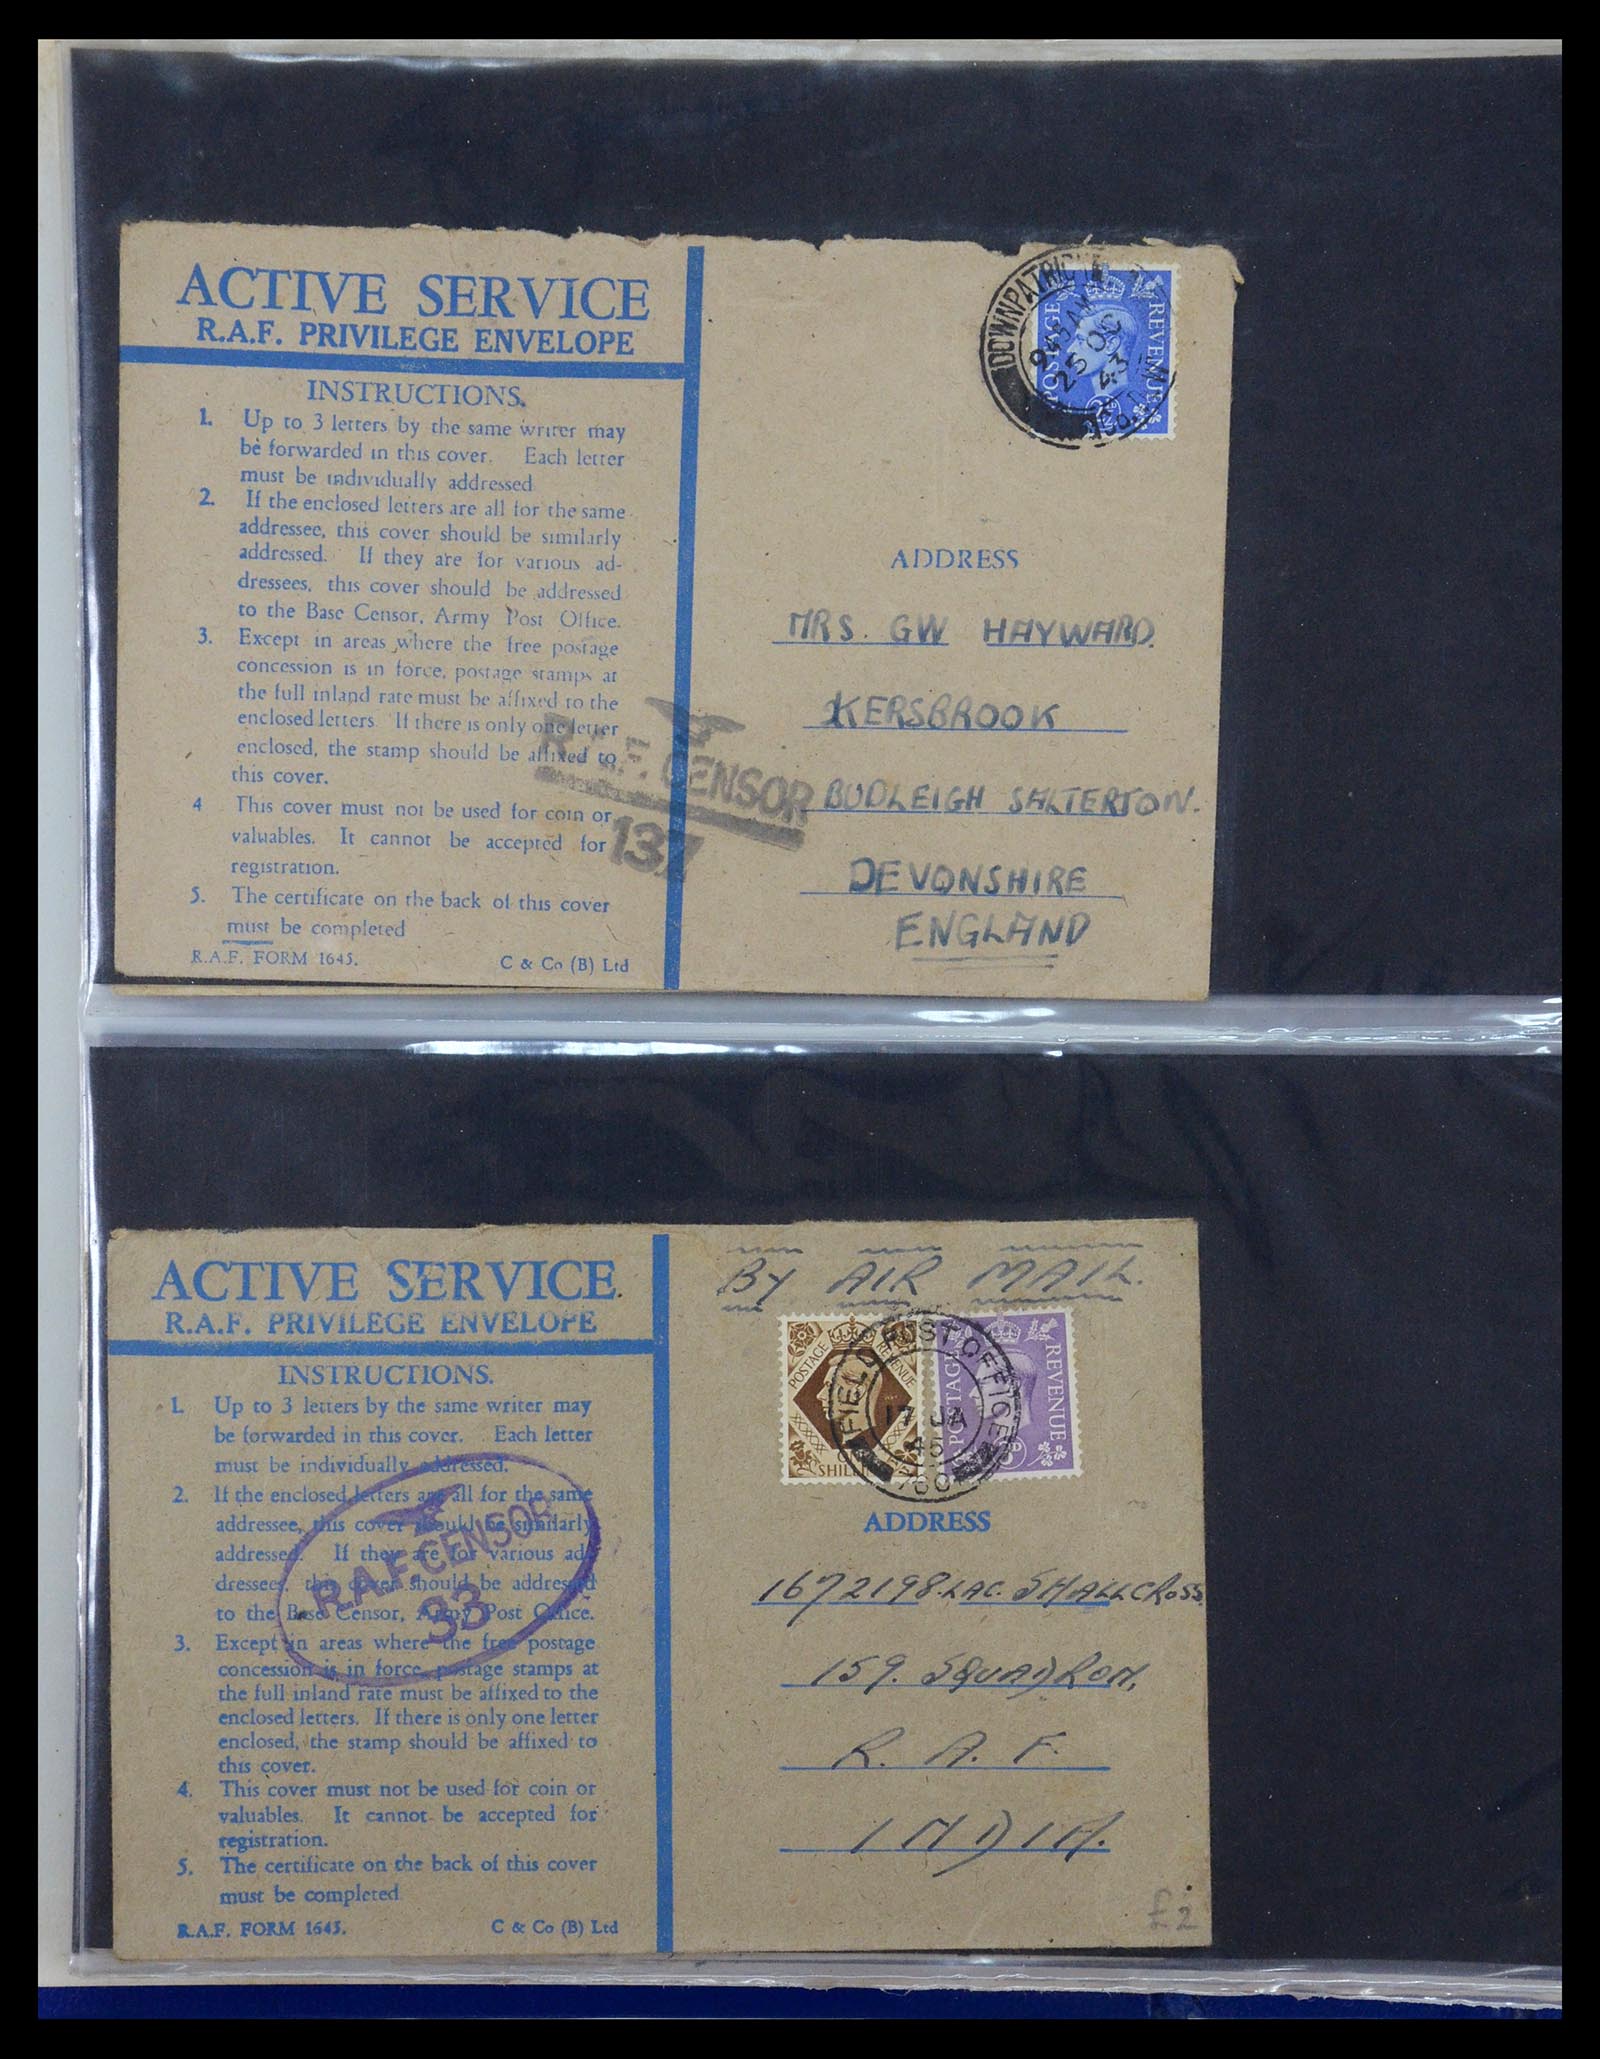 ACTIVE SERVICE
R.A.F. PRIVILEGE ENVELOPE
INSTRUCTIONS.
1. Up to 3 letters by the same writer may
be forwarded in this cover. Each letter
must be individually addressed
2. If the enclosed letters are all for the same
addressee, this cover should be similarly
addressed. If they are for various ad-
dressees, this cover should be addressed
to the Base Censor, Army Post Office.
3. Except in areas where the free postage
concession is in force, postage stamps at
the full inland rate must be affixed to the
enclosed letters. If there is only one letter
enclosed, the stamp should be affixed to
this cover.
4 This cover must not be used for coin or
valuables. It cannot be accepted for
registration.
5. The certificate on the back of this cover
must be completed
R.A.F. FORM 1645. C & Co (B) Ltd
R.A.F. CENSOR
137
DOWNPATRICK
945 AM
25 OC
43
CO. DOWN
POSTAGE REVENUE
ADDRESS
MRS. GW HAYWARD
KERSBROOK
BUDLEIGH SALTERTON.
DEVONSHIRE
ENGLAND
ACTIVE SERVICE
R.A.F. PRIVILEGE ENVELOPE
INSTRUCTIONS.
1. Up to 3 letters by the same writer may
be forwarded in this cover. Each letter
must be individually addressed.
2. If the enclosed letters are all for the same
addressee, this cover should be similarly
addressed. If they are for various ad-
dressees, this cover should be addressed
to the Base Censor, Army Post Office.
3. Except in areas where the free postage
concession is in force, postage stamps at
the full inland rate must be affixed to the
enclosed letters. If there is only one letter
enclosed, the stamp should be affixed to
this cover.
4. This cover must not be used for coin or
valuables. It cannot be accepted for
registration.
5. The certificate on the back of this cover
must be completed
R.A.F. FORM 1645. C & Co (B) Ltd
R.A.F. CENSOR
33
BY AIR MAIL.
POSTAGE REVENUE
POSTAGE REVENUE
FIELD POST OFFICE
17 JA
45
ADDRESS
1672198. LAC. SHALLCROSS
159. SQUADRON,
R. A. F.
INDIA.
£2